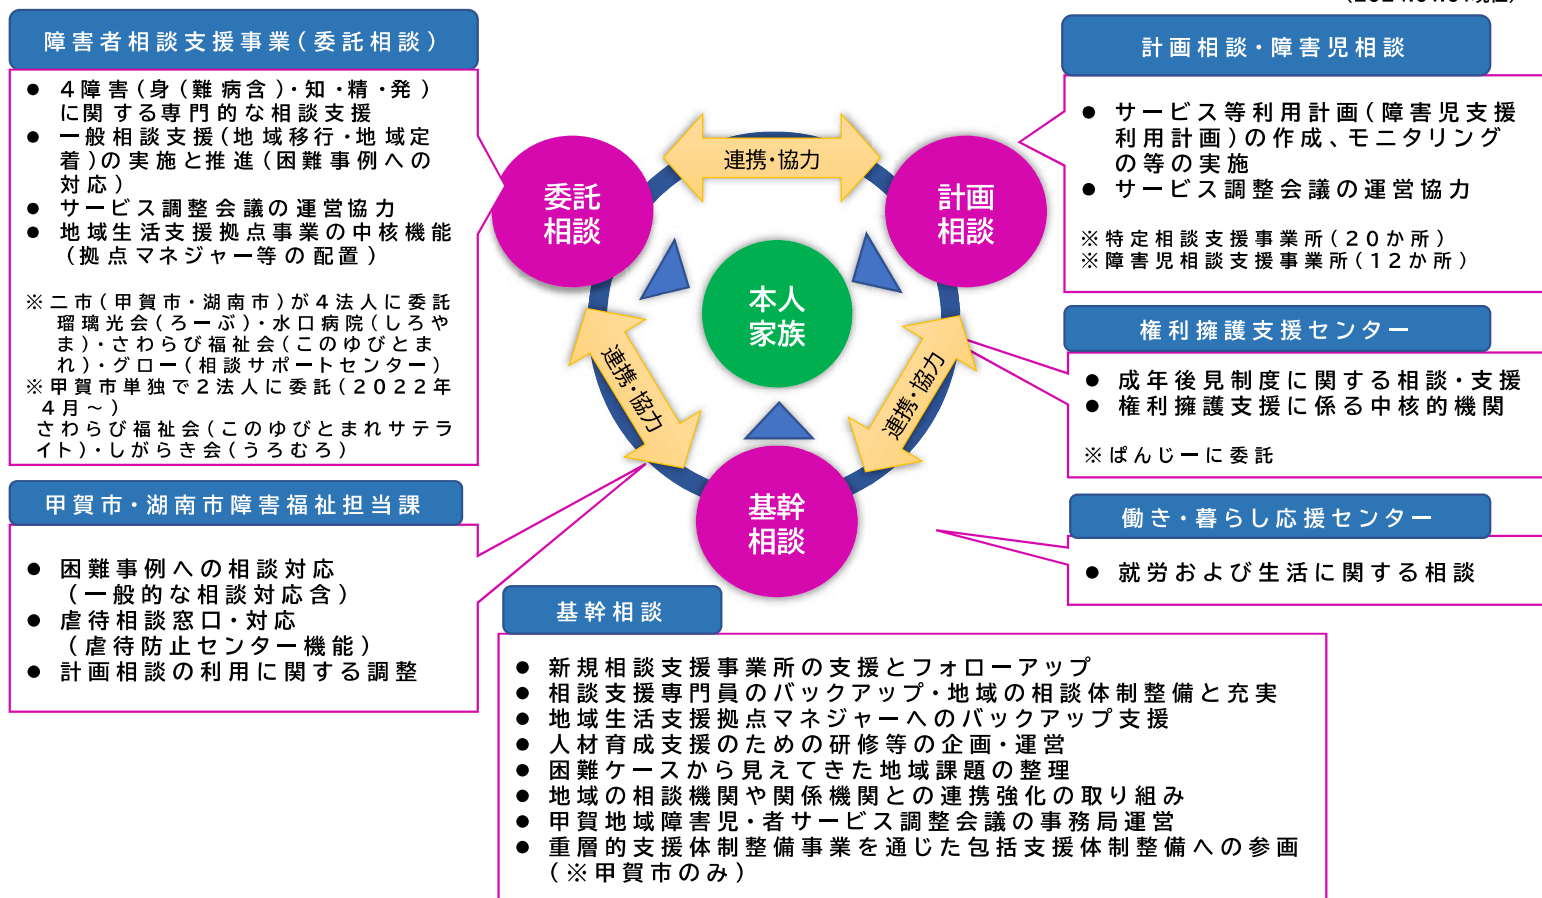 障害者相談支援事業(委託相談)
● 4障害(身(難病含)・知・精・発)
に関する専門的な相談支援
● 一般相談支援(地域移行・地域定
着)の実施と推進(困難事例への
対応)
● サービス調整会議の運営協力
● 地域生活支援拠点事業の中核機能
(拠点マネジャー等の配置)
※二市(甲賀市・湖南市)が4法人に委託
瑠璃光会(ろーぶ)・水口病院(しろや
ま)・さわらび福祉会(このゆびとま
れ)・グロー(相談サポートセンター)
※甲賀市単独で2法人に委託(2022年
4月～)
さわらび福祉会(このゆびとまれサテラ
イト)・しがらき会(うろむろ)
甲賀市・湖南市障害福祉担当課
● 困難事例への相談対応
(一般的な相談対応含)
● 虐待相談窓口・対応
(虐待防止センター機能)
● 計画相談の利用に関する調整
連携・協力
委託
相談
計画
相談
本人
家族
連携・協力
連携・協力
基幹
相談
計画相談・障害児相談
● サービス等利用計画(障害児支援
利用計画)の作成、モニタリング
の等の実施
● サービス調整会議の運営協力
※特定相談支援事業所(20か所)
※障害児相談支援事業所(12か所)
権利擁護支援センター
● 成年後見制度に関する相談・支援
● 権利擁護支援に係る中核的機関
※ぱんじーに委託
働き・暮らし応援センター
● 就労および生活に関する相談
基幹相談
● 新規相談支援事業所の支援とフォローアップ
● 相談支援専門員のバックアップ・地域の相談体制整備と充実
● 地域生活支援拠点マネジャーへのバックアップ支援
● 人材育成支援のための研修等の企画・運営
● 困難ケースから見えてきた地域課題の整理
● 地域の相談機関や関係機関との連携強化の取り組み
● 甲賀地域障害児・者サービス調整会議の事務局運営
● 重層的支援体制整備事業を通じた包括支援体制整備への参画
(※甲賀市のみ)